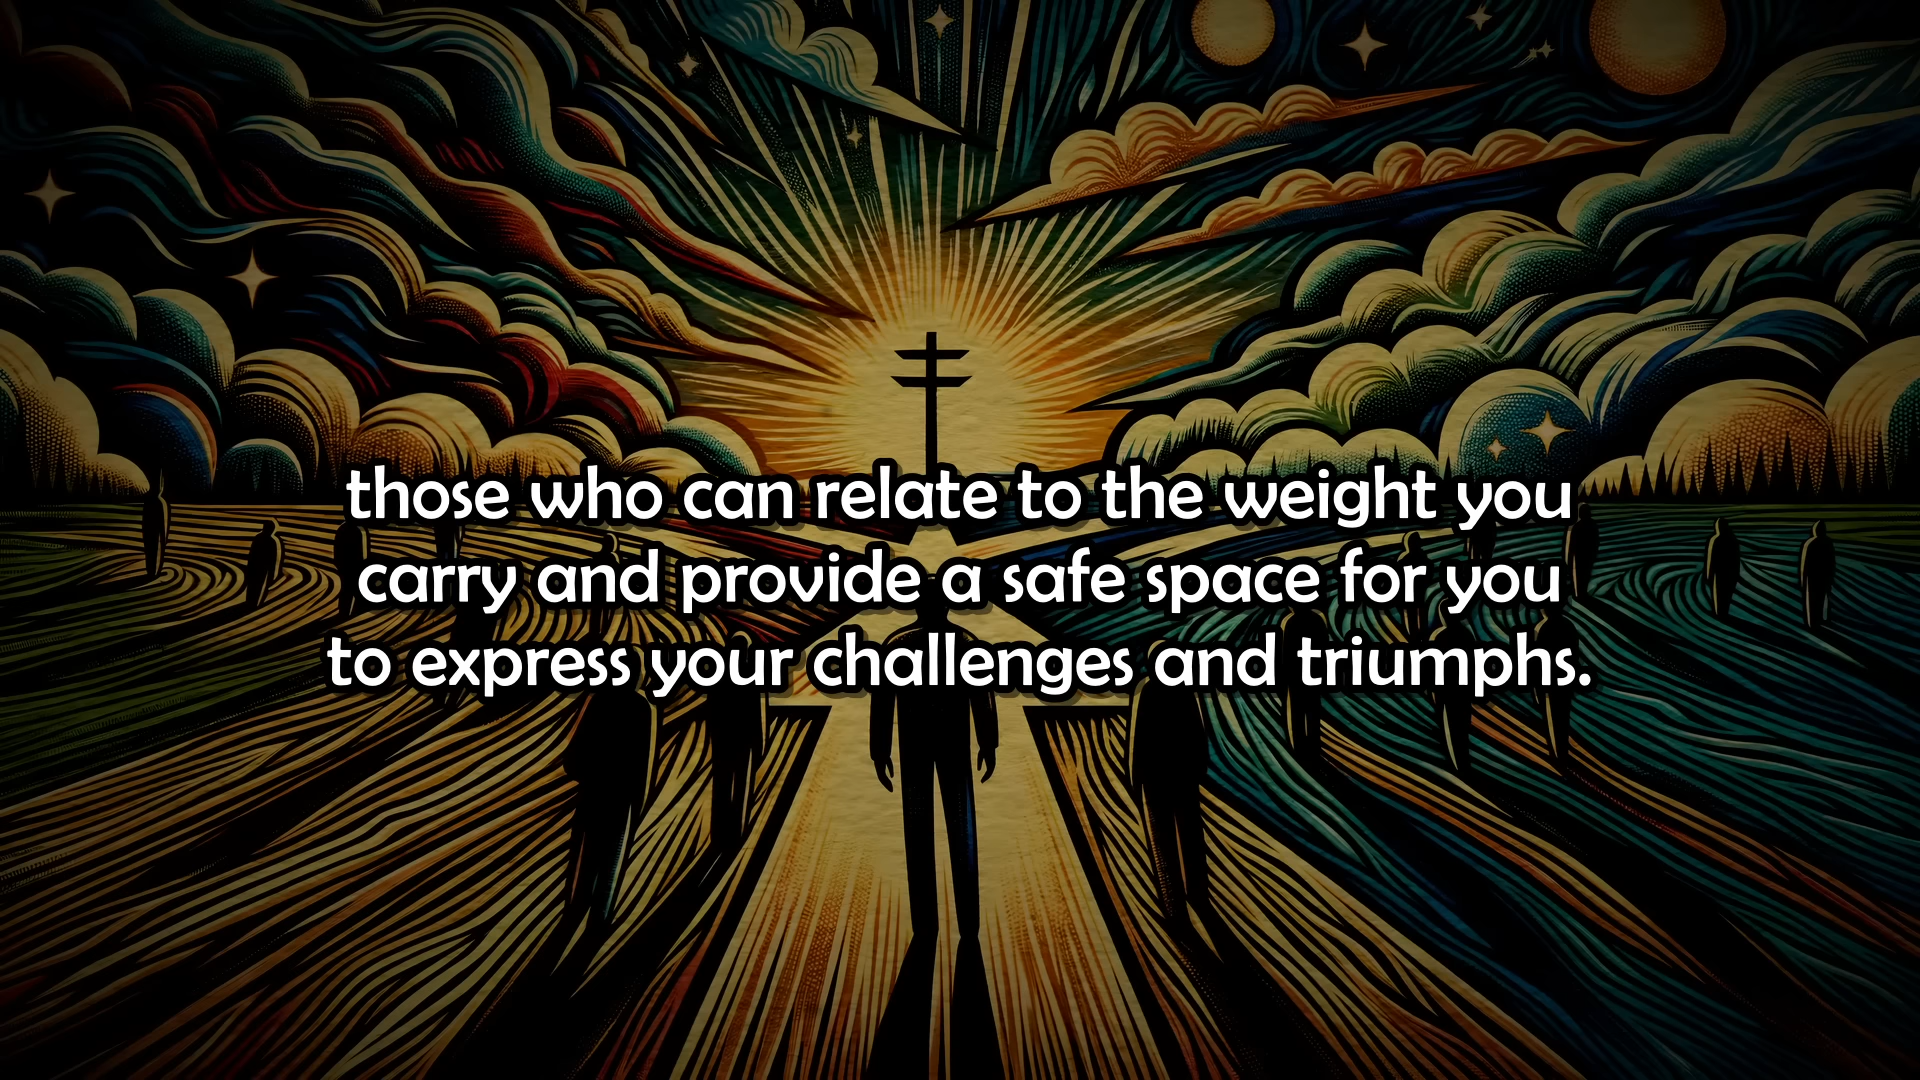 those who can relate to the weight you
carry and provide a safe space for you
to express your challenges and triumphs.